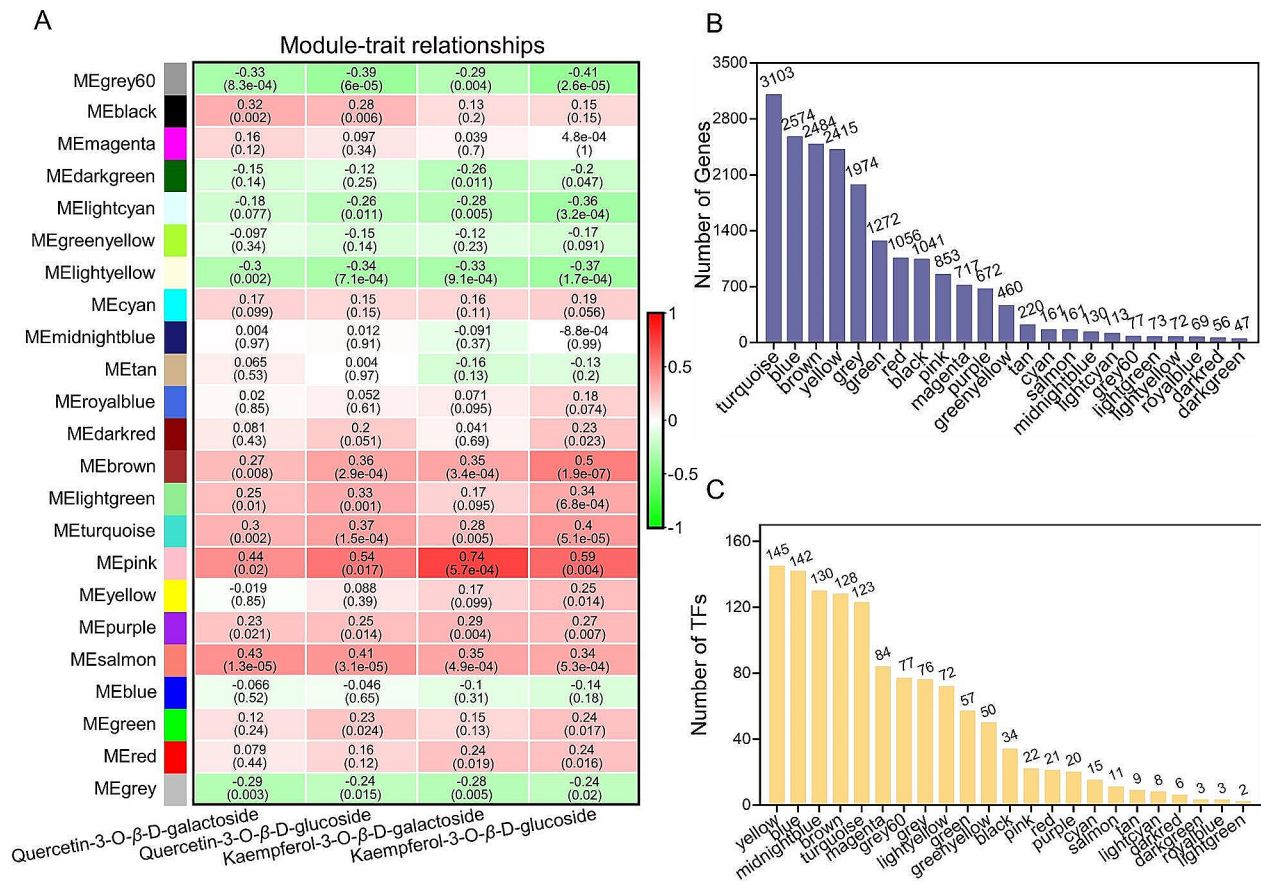 A
Module-trait relationships
MEgrey60
-0.33 -0.39 -0.29 -0.41
(8.3e-04) (6e-05) (0.004) (2.6e-05)
MEblack
0.32 0.28 0.13 0.15
(0.002) (0.006) (0.2) (0.15)
MEmagenta
0.16 0.097 0.039 4.8e-04
(0.12) (0.34) (0.7) (1)
MEdarkgreen
-0.15 -0.12 -0.26 -0.2
(0.14) (0.25) (0.011) (0.047)
MElightcyan
-0.18 -0.26 -0.28 -0.36
(0.077) (0.011) (0.005) (3.2e-04)
MEgreenyellow
-0.097 -0.15 -0.12 -0.17
(0.34) (0.14) (0.23) (0.091)
MElightyellow
-0.3 -0.34 -0.33 -0.37
(0.002) (7.1e-04) (9.1e-04) (1.7e-04)
MEcyan
0.17 0.15 0.16 0.19
(0.099) (0.15) (0.11) (0.056)
MEmidnightblue
0.004 0.012 -0.091 -8.8e-04
(0.97) (0.91) (0.37) (0.99)
MEtan
0.065 0.004 -0.16 -0.13
(0.53) (0.97) (0.13) (0.2)
MEroyalblue
0.02 0.052 0.071 0.18
(0.85) (0.61) (0.095) (0.074)
MEdarkred
0.081 0.2 0.041 0.23
(0.43) (0.051) (0.69) (0.023)
MEbrown
0.27 0.36 0.35 0.5
(0.008) (2.9e-04) (3.4e-04) (1.9e-07)
MElightgreen
0.25 0.33 0.17 0.34
(0.01) (0.001) (0.095) (6.8e-04)
MEturquoise
0.3 0.37 0.28 0.4
(0.002) (1.5e-04) (0.005) (5.1e-05)
MEpink
0.44 0.54 0.74 0.59
(0.02) (0.017) (5.7e-04) (0.004)
MEyellow
-0.019 0.088 0.17 0.25
(0.85) (0.39) (0.099) (0.014)
MEpurple
0.23 0.25 0.29 0.27
(0.021) (0.014) (0.004) (0.007)
MEsalmon
0.43 0.41 0.35 0.34
(1.3e-05) (3.1e-05) (4.9e-04) (5.3e-04)
MEblue
-0.066 -0.046 -0.1 -0.14
(0.52) (0.65) (0.31) (0.18)
MEgreen
0.12 0.23 0.15 0.24
(0.24) (0.024) (0.13) (0.017)
MEred
0.079 0.16 0.24 0.24
(0.44) (0.12) (0.019) (0.016)
MEgrey
-0.29 -0.24 -0.28 -0.24
(0.003) (0.015) (0.005) (0.02)
Quercetin-3-O-β-D-galactoside
Quercetin-3-O-β-D-glucoside
Kaempferol-3-O-β-D-galactoside
Kaempferol-3-O-β-D-glucoside
1
0.5
0
-0.5
-1
B
Number of Genes
3500
2800
2100
1400
700
0
3103 2574 2484 2415 1974 1272 1056 1041 853 717 672 460 220 161 161 130 113 77 73 72 69 56 47
turquoise blue brown yellow grey green red black pink magenta purple greenyellow tan cyan salmon midnightblue lightcyan grey60 lightgreen lightyellow royalblue darkred darkgreen
C
Number of TFs
160
120
80
40
0
145 142 130 128 123 84 77 76 72 57 50 34 22 21 20 15 11 9 8 6 3 3 2
yellow blue midnightblue brown turquoise magenta grey60 grey lightyellow green greenyellow black pink red purple cyan salmon tan lightcyan darkred darkgreen royalblue lightgreen